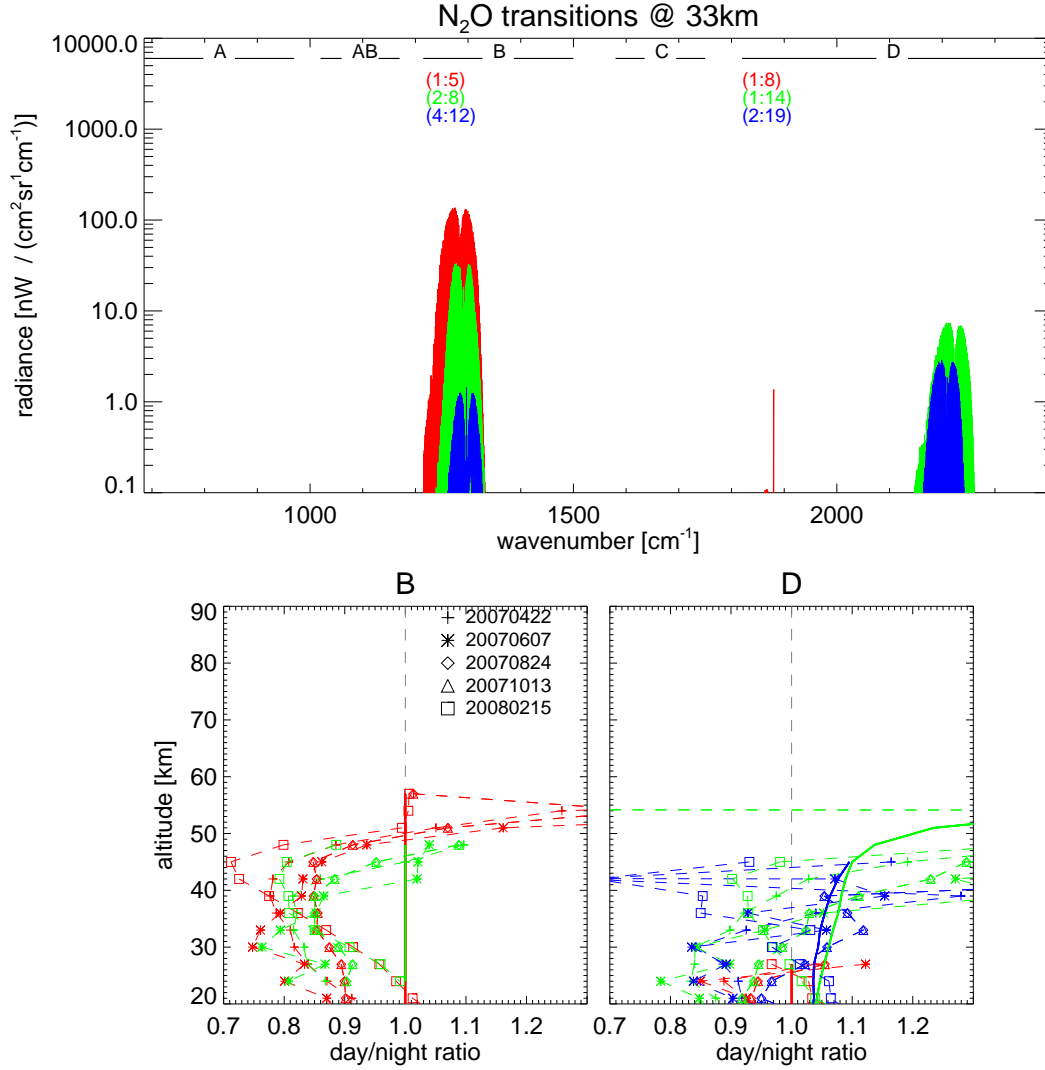 N2O transitions @ 33km
A AB B C D
(1:5) (1:8)
(2:8) (1:14)
(4:12) (2:19)
10000.0
1000.0
100.0
10.0
1.0
0.1
radiance [nW / (cm2sr1cm-1)]
1000 1500 2000
wavenumber [cm-1]
B D
20070422
20070607
20070824
20071013
20080215
90
80
70
60
50
40
30
20
altitude [km]
0.7 0.8 0.9 1.0 1.1 1.2 0.7 0.8 0.9 1.0 1.1 1.2
day/night ratio day/night ratio